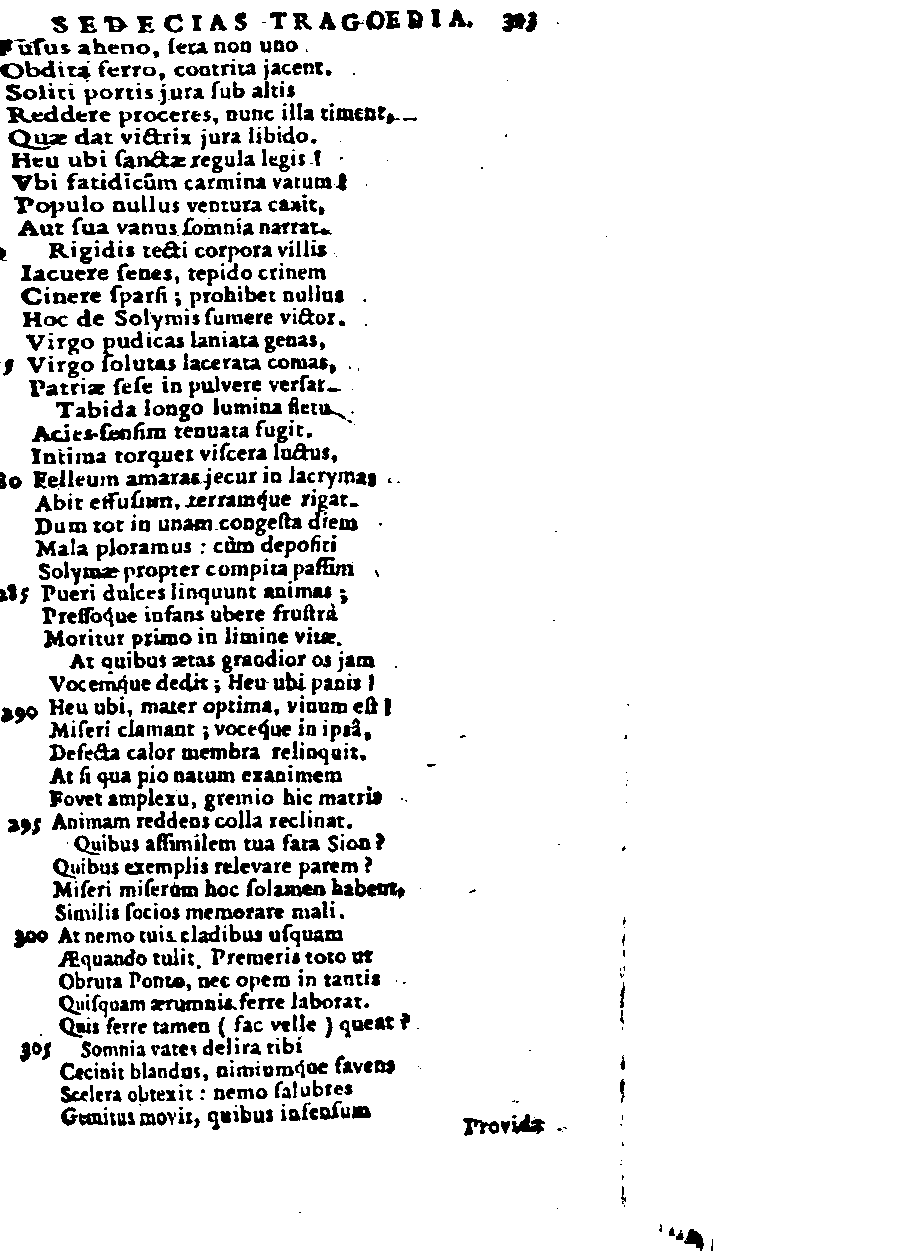 SEDECIAS TRAGOEDIA. 393
Fuſus aheno, ſera non uno
Obdita ferro, contrita jacent.
Soliti portis jura ſub altis
Reddere proceres, nunc illa timent,
Quæ dat victrix jura libido.
Heu ubi ſanctæ regula legis!
Vbi fatidicûm carmina vatum!
Populo nullus ventura canit,
Aut ſua vanus ſomnia narrat.
Rigidis tecti corpora villis
Iacuere ſenes, tepido crinem
Cinere ſparſi; prohibet nullus
Hoc de Solymis ſumere victor.
Virgo pudicas laniata genas,
5 Virgo ſolutas lacerata comas,
Patriæ ſeſe in pulvere verſat.
Tabida longo lumina fletu
Acies ſenſim tenuata fugit.
Intima torquet viſcera luctus,
80 Felleum amaras jecur in lacrymas
Abit effuſum, terramque rigat.
Dum tot in unam congeſta diem
Mala ploramus: cùm depoſiti
Solymæ propter compita paſſim
285 Pueri dulces linquunt animas;
Preſſoque infans ubere fruſtrà
Moritur primo in limine vitæ.
At quibus ætas grandior os jam
Vocemque dedit; Heu ubi panis!
290 Heu ubi, mater optima, vinum eſt!
Miſeri clamant; voceque in ipsâ,
Defecta calor membra relinquit.
At ſi qua pio natum exanimem
Fovet amplexu, gremio hic matris
295 Animam reddens colla reclinat.
Quibus aſſimilem tua fata Sion?
Quibus exemplis relevare parem?
Miſeri miſerûm hoc ſolamen habent,
Similis ſocios memorare mali.
300 At nemo tuis cladibus uſquam
Æquando tulit. Premeris toto ut
Obruta Ponto, nec opem in tantis
Quiſquam ærumnis ferre laborat.
Quis ferre tamen ( fac velle ) queat?
305 Somnia vates delira tibi
Cecinit blandus, nimiumque favens
Scelera obtexit: nemo ſalubres
Gemitus movit, quibus infenſum
Provida